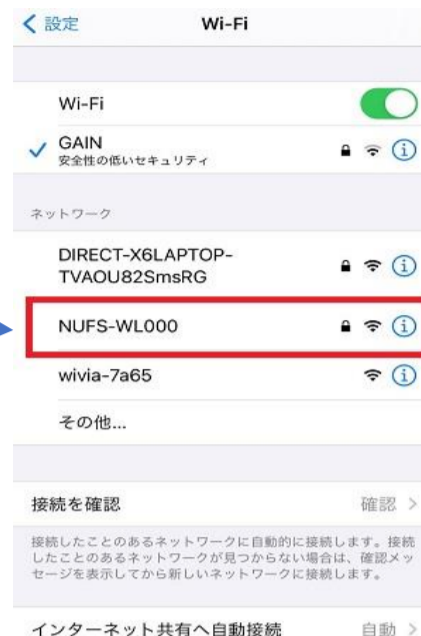 設定
Wi-Fi
Wi-Fi
GAIN
安全性の低いセキュリティ
ネットワーク
DIRECT-X6LAPTOP-
TVAOU82SmsRG
NUFS-WL000
wivia-7a65
その他...
接続を確認 確認
接続したことのあるネットワークに自動的に接続します。接続
したことのあるネットワークが見つからない場合は、確認メッ
セージを表示してから新しいネットワークに接続します。
インターネット共有へ自動接続 自動